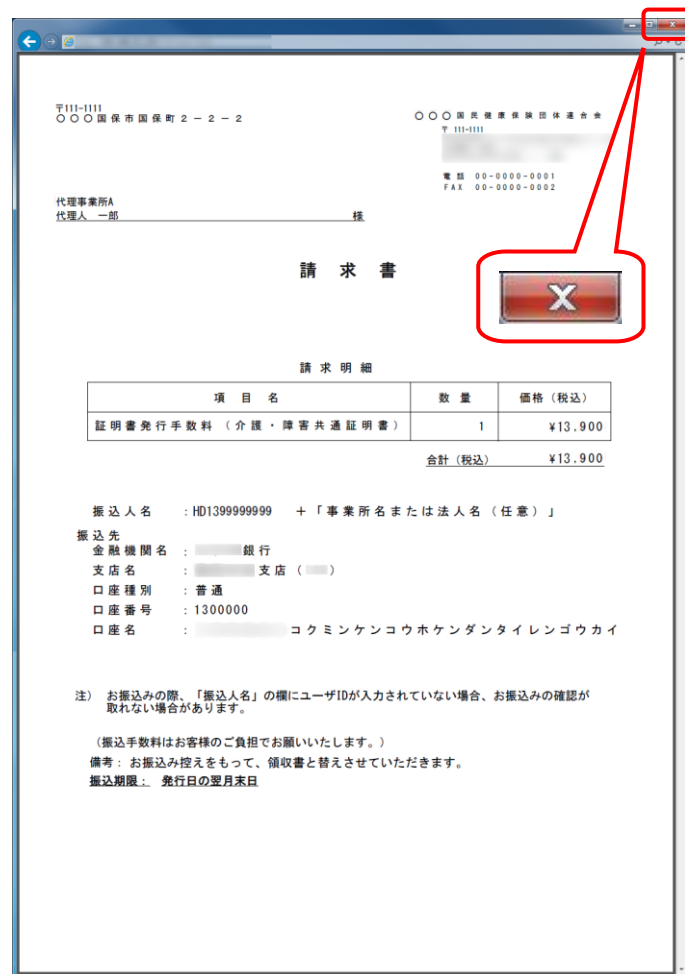 〒111-1111
〇〇〇国保市国保町2－2－2
〇〇〇国民健康保険団体連合会
〒 111-1111
電話 00-0000-0001
FAX 00-0000-0002
代理事業所A
代理人 一郎 様
請 求 書
X
請求明細
項 目 名 数 量 価格（税込）
証明書発行手数料 （介護・障害共通証明書） 1 ¥13,900
合計（税込） ¥13,900
振込人名 :HD1399999999 ＋「事業所名または法人名（任意）」
振込先
金融機関名 : 銀行
支店名 : 支店（ ）
口座種別 : 普通
口座番号 : 1300000
口座名 : コクミンケンコウホケンダンタイレンゴウカイ
注） お振込みの際、「振込人名」の欄にユーザIDが入力されていない場合、お振込みの確認が
取れない場合があります。
（振込手数料はお客様のご負担でお願いいたします。）
備考： お振込み控えをもって、領収書と替えさせていただきます。
振込期限： 発行日の翌月末日